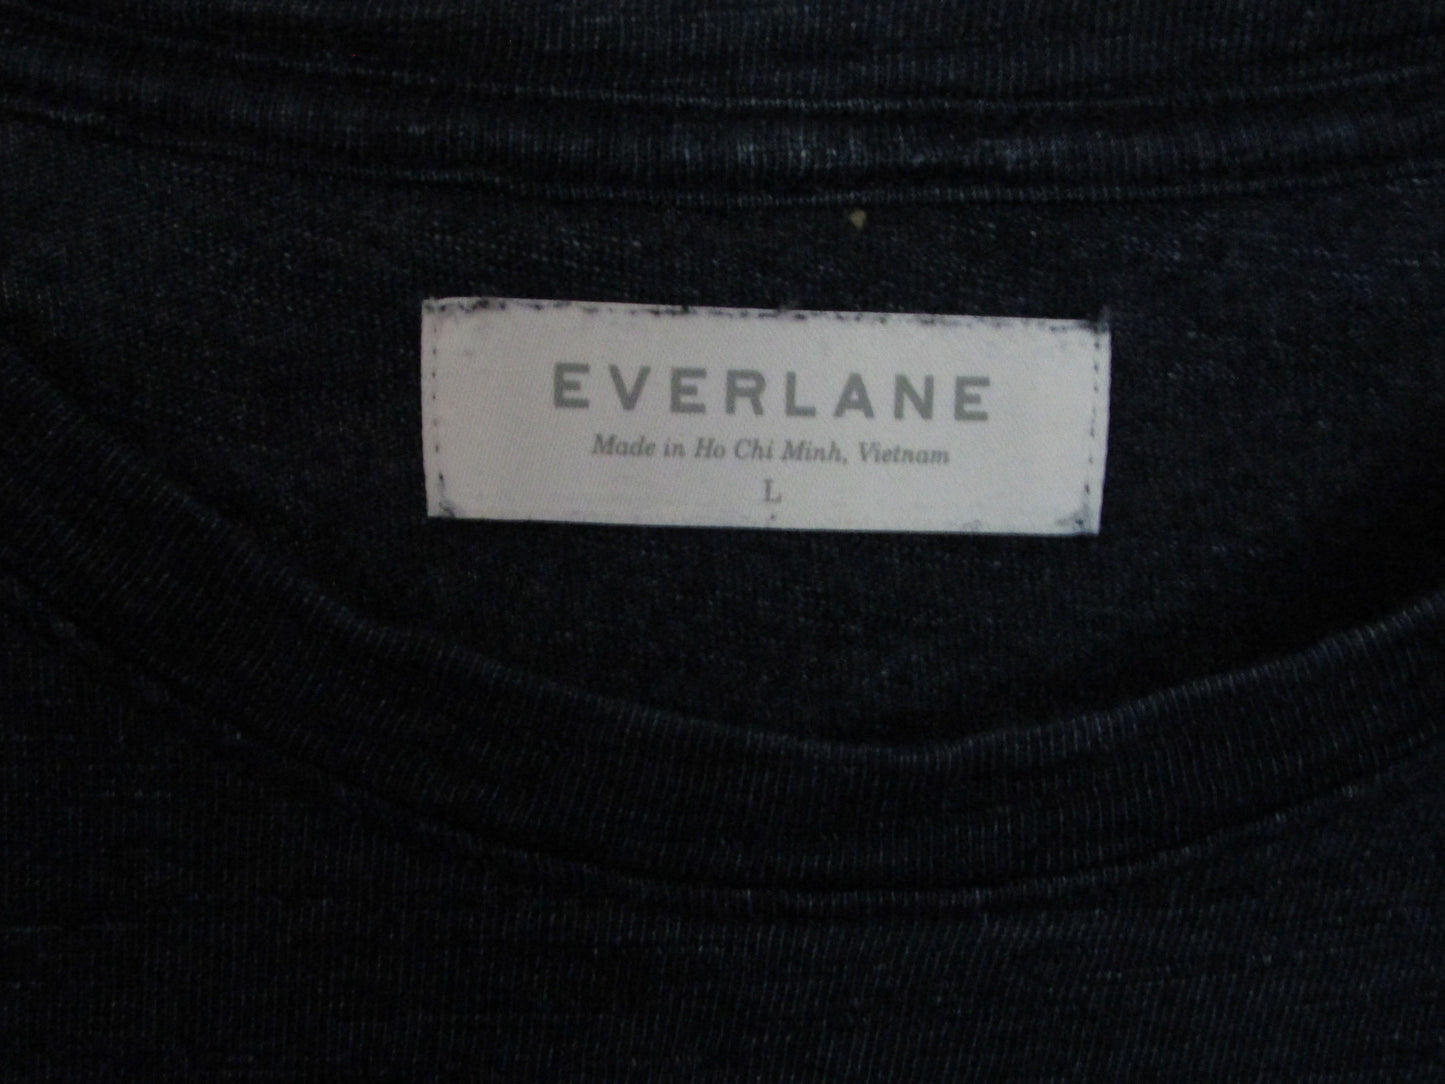 EVERLANE
Made in Ho Chi Minh, Vietnam
L